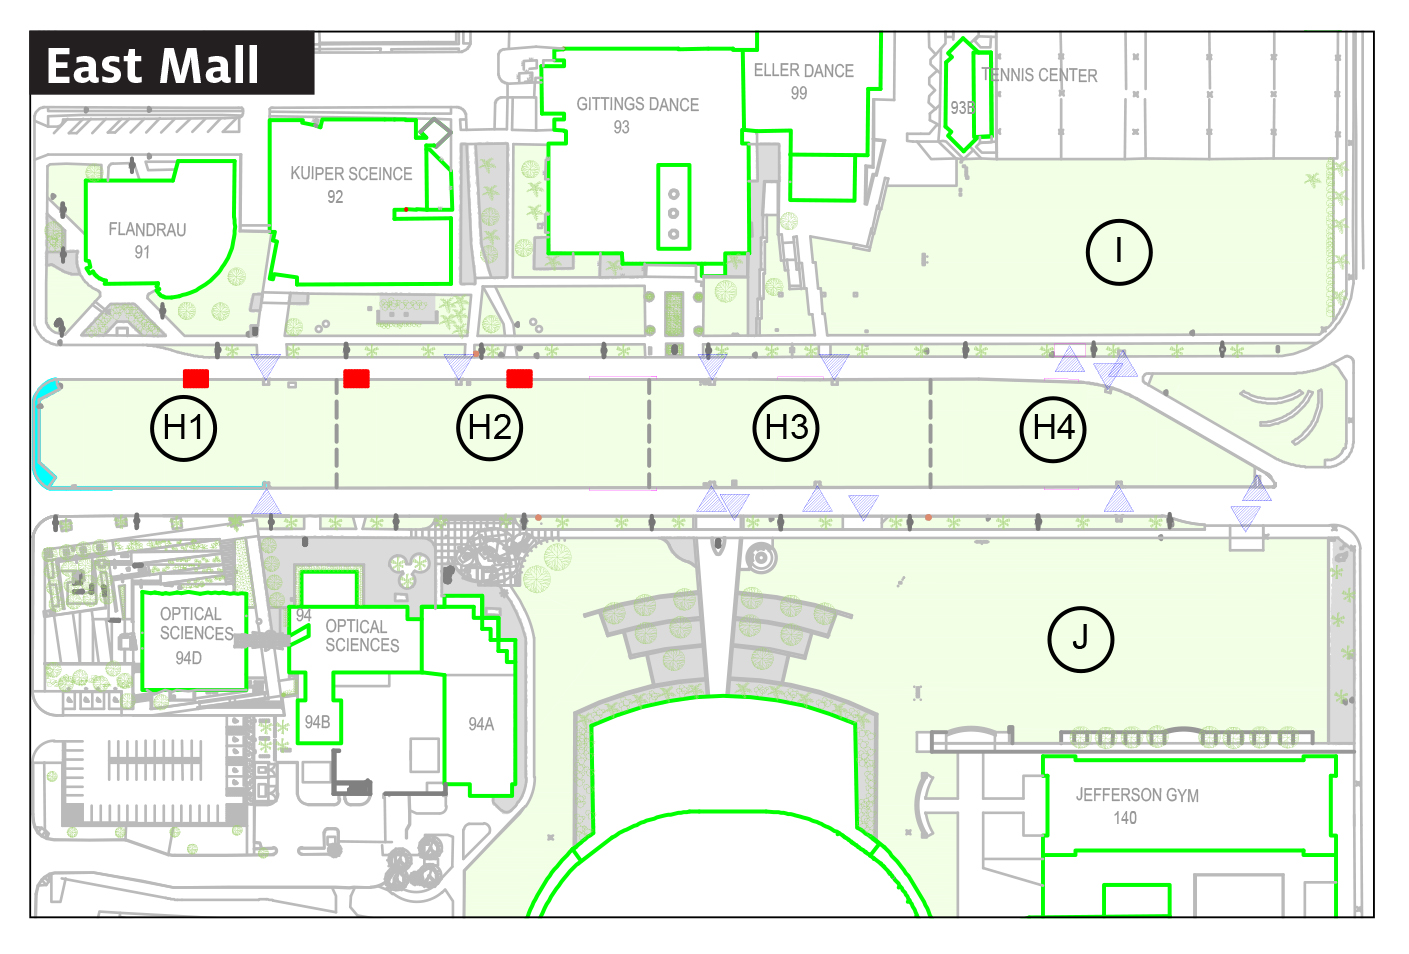 East Mall
ELLER DANCE
99
TENNIS CENTER
GITTINGS DANCE
93
93B
KUIPER SCEINCE
92
FLANDRAU
91
I
H1
H2
H3
H4
OPTICAL
SCIENCES
94D
94
OPTICAL
SCIENCES
J
94B
94A
JEFFERSON GYM
140